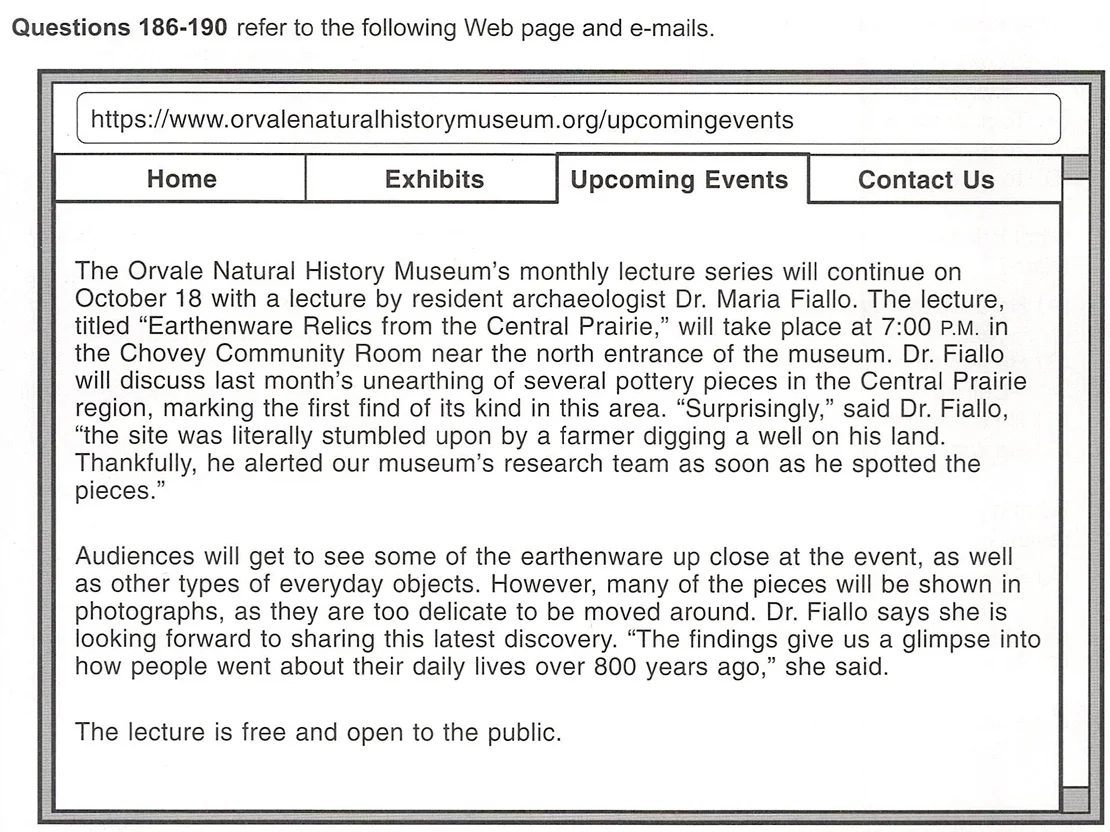 Questions 186-190 refer to the following Web page and e-mails.
https://www.orvalenaturalhistorymuseum.org/upcomingevents
Home Exhibits Upcoming Events Contact Us
The Orvale Natural History Museum's monthly lecture series will continue on
October 18 with a lecture by resident archaeologist Dr. Maria Fiallo. The lecture,
titled “Earthenware Relics from the Central Prairie,” will take place at 7:00 P.M. in
the Chovey Community Room near the north entrance of the museum. Dr. Fiallo
will discuss last month's unearthing of several pottery pieces in the Central Prairie
region, marking the first find of its kind in this area. “Surprisingly,” said Dr. Fiallo,
“the site was literally stumbled upon by a farmer digging a well on his land.
Thankfully, he alerted our museum's research team as soon as he spotted the
pieces.”
Audiences will get to see some of the earthenware up close at the event, as well
as other types of everyday objects. However, many of the pieces will be shown in
photographs, as they are too delicate to be moved around. Dr. Fiallo says she is
looking forward to sharing this latest discovery. “The findings give us a glimpse into
how people went about their daily lives over 800 years ago,” she said.
The lecture is free and open to the public.